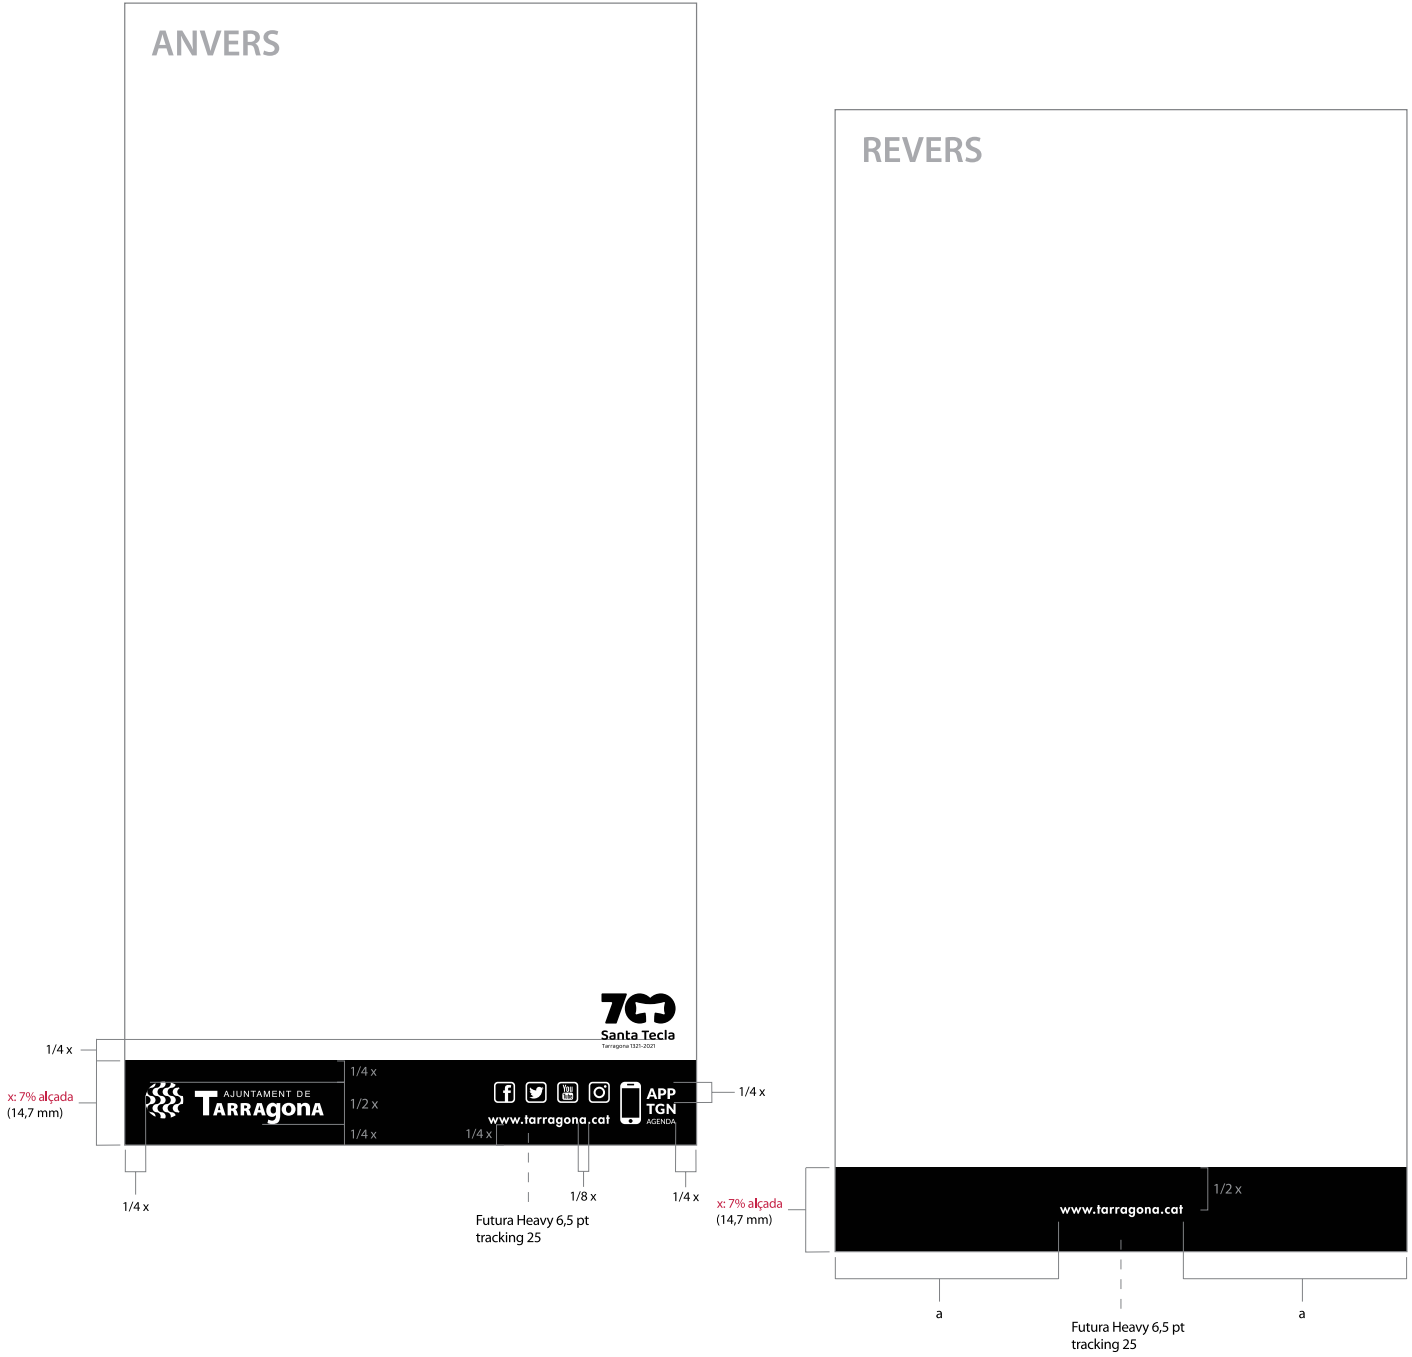 ANVERS
700
Santa Tecla
Tarragona 1321-2021
1/4 x
x: 7% alçada
(14,7 mm)
1/4 x
1/2 x
1/4 x
AJUNTAMENT DE
TARRAgonA
You
Tube
www.tarragona.cat
APP
TGN
AGENDA
1/4 x
1/4 x
1/4 x
1/8 x
1/4 x
Futura Heavy 6,5 pt
tracking 25
REVERS
x: 7% alçada
(14,7 mm)
1/2 x
www.tarragona.cat
a
a
Futura Heavy 6,5 pt
tracking 25